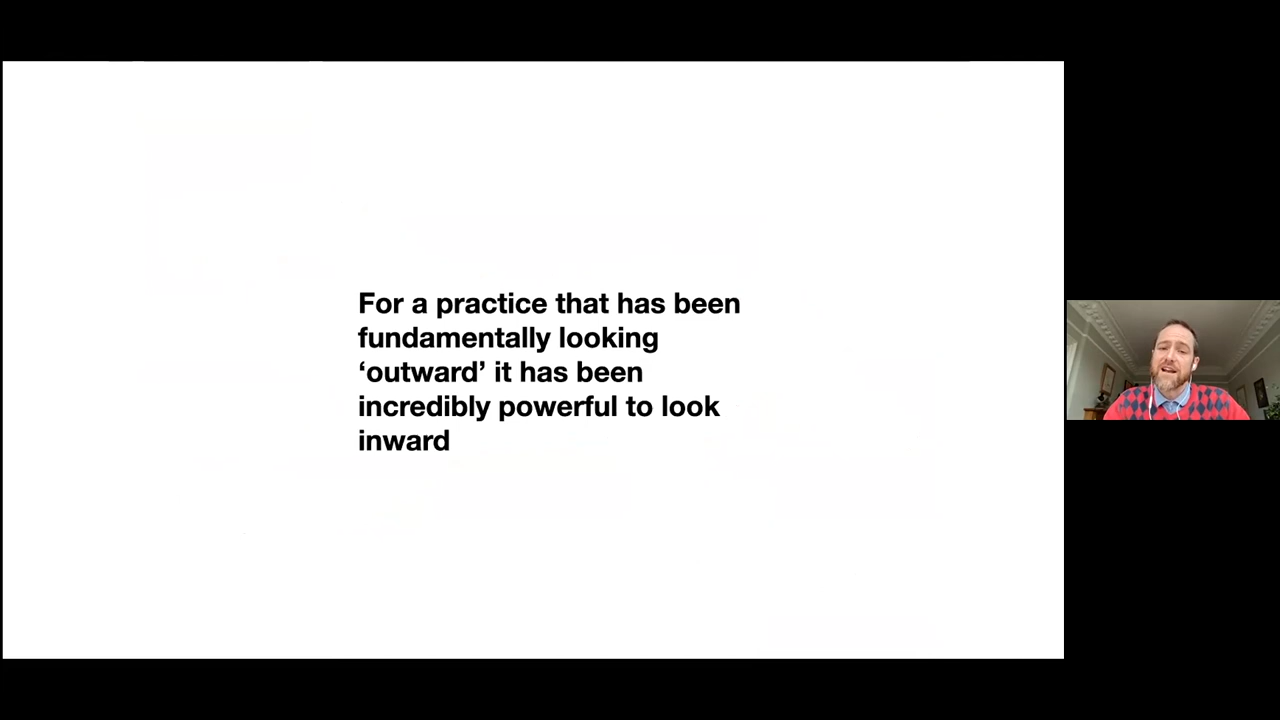 For a practice that has been
fundamentally looking
‘outward’ it has been
incredibly powerful to look
inward